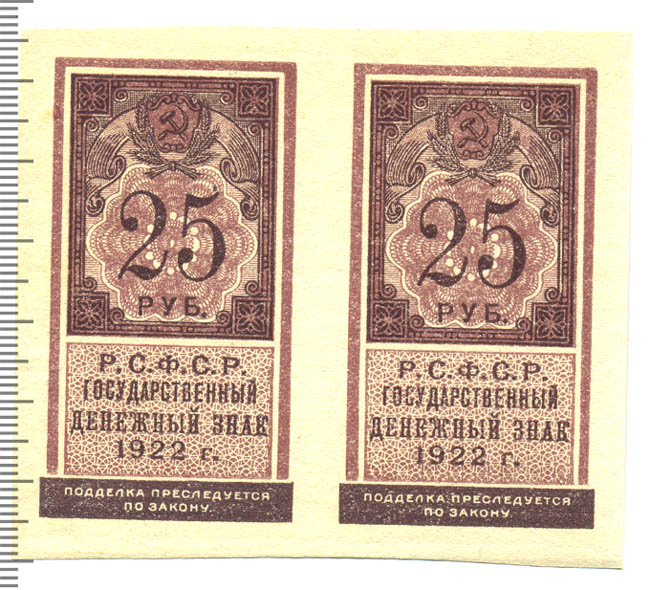 25
РУБ.
Р.С.Ф.С.Р.
ГОСУДАРСТВЕННЫЙ
ДЕНЕЖНЫЙ ЗНАК
1922 г.
ПОДДЕЛКА ПРЕСЛЕДУЕТСЯ
ПО ЗАКОНУ.
25
РУБ.
Р.С.Ф.С.Р.
ГОСУДАРСТВЕННЫЙ
ДЕНЕЖНЫЙ ЗНАК
1922 г.
ПОДДЕЛКА ПРЕСЛЕДУЕТСЯ
ПО ЗАКОНУ.